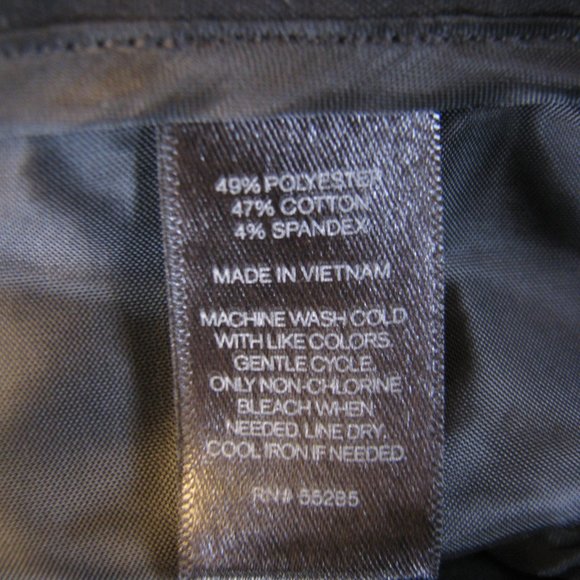 49% POLYESTER
47% COTTON
4% SPANDEX
MADE IN VIETNAM
MACHINE WASH COLD
WITH LIKE COLORS.
GENTLE CYCLE.
ONLY NON-CHLORINE
BLEACH WHEN
NEEDED. LINE DRY.
COOL IRON IF NEEDED.
RN# 55285